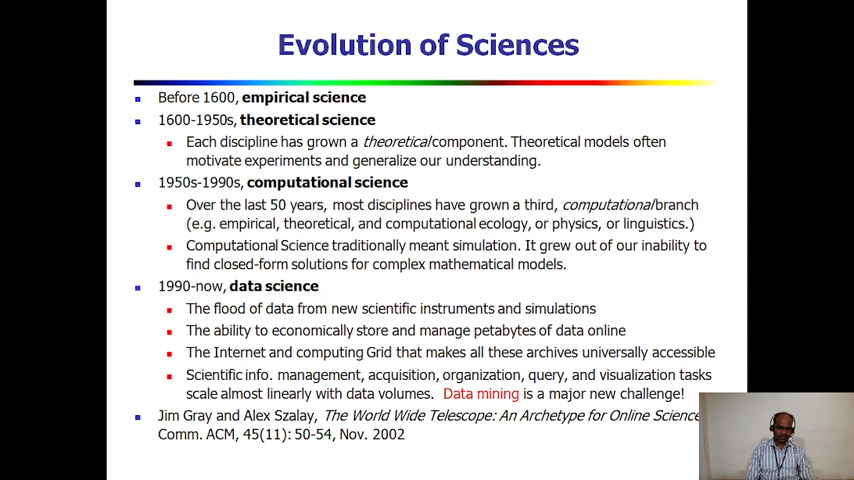 Evolution of Sciences
Before 1600, empirical science
1600-1950s, theoretical science
Each discipline has grown a theoretical component. Theoretical models often
motivate experiments and generalize our understanding.
1950s-1990s, computational science
Over the last 50 years, most disciplines have grown a third, computational branch
(e.g. empirical, theoretical, and computational ecology, or physics, or linguistics.)
Computational Science traditionally meant simulation. It grew out of our inability to
find closed-form solutions for complex mathematical models.
1990-now, data science
The flood of data from new scientific instruments and simulations
The ability to economically store and manage petabytes of data online
The Internet and computing Grid that makes all these archives universally accessible
Scientific info. management, acquisition, organization, query, and visualization tasks
scale almost linearly with data volumes. Data mining is a major new challenge!
Jim Gray and Alex Szalay, The World Wide Telescope: An Archetype for Online Science
Comm. ACM, 45(11): 50-54, Nov. 2002